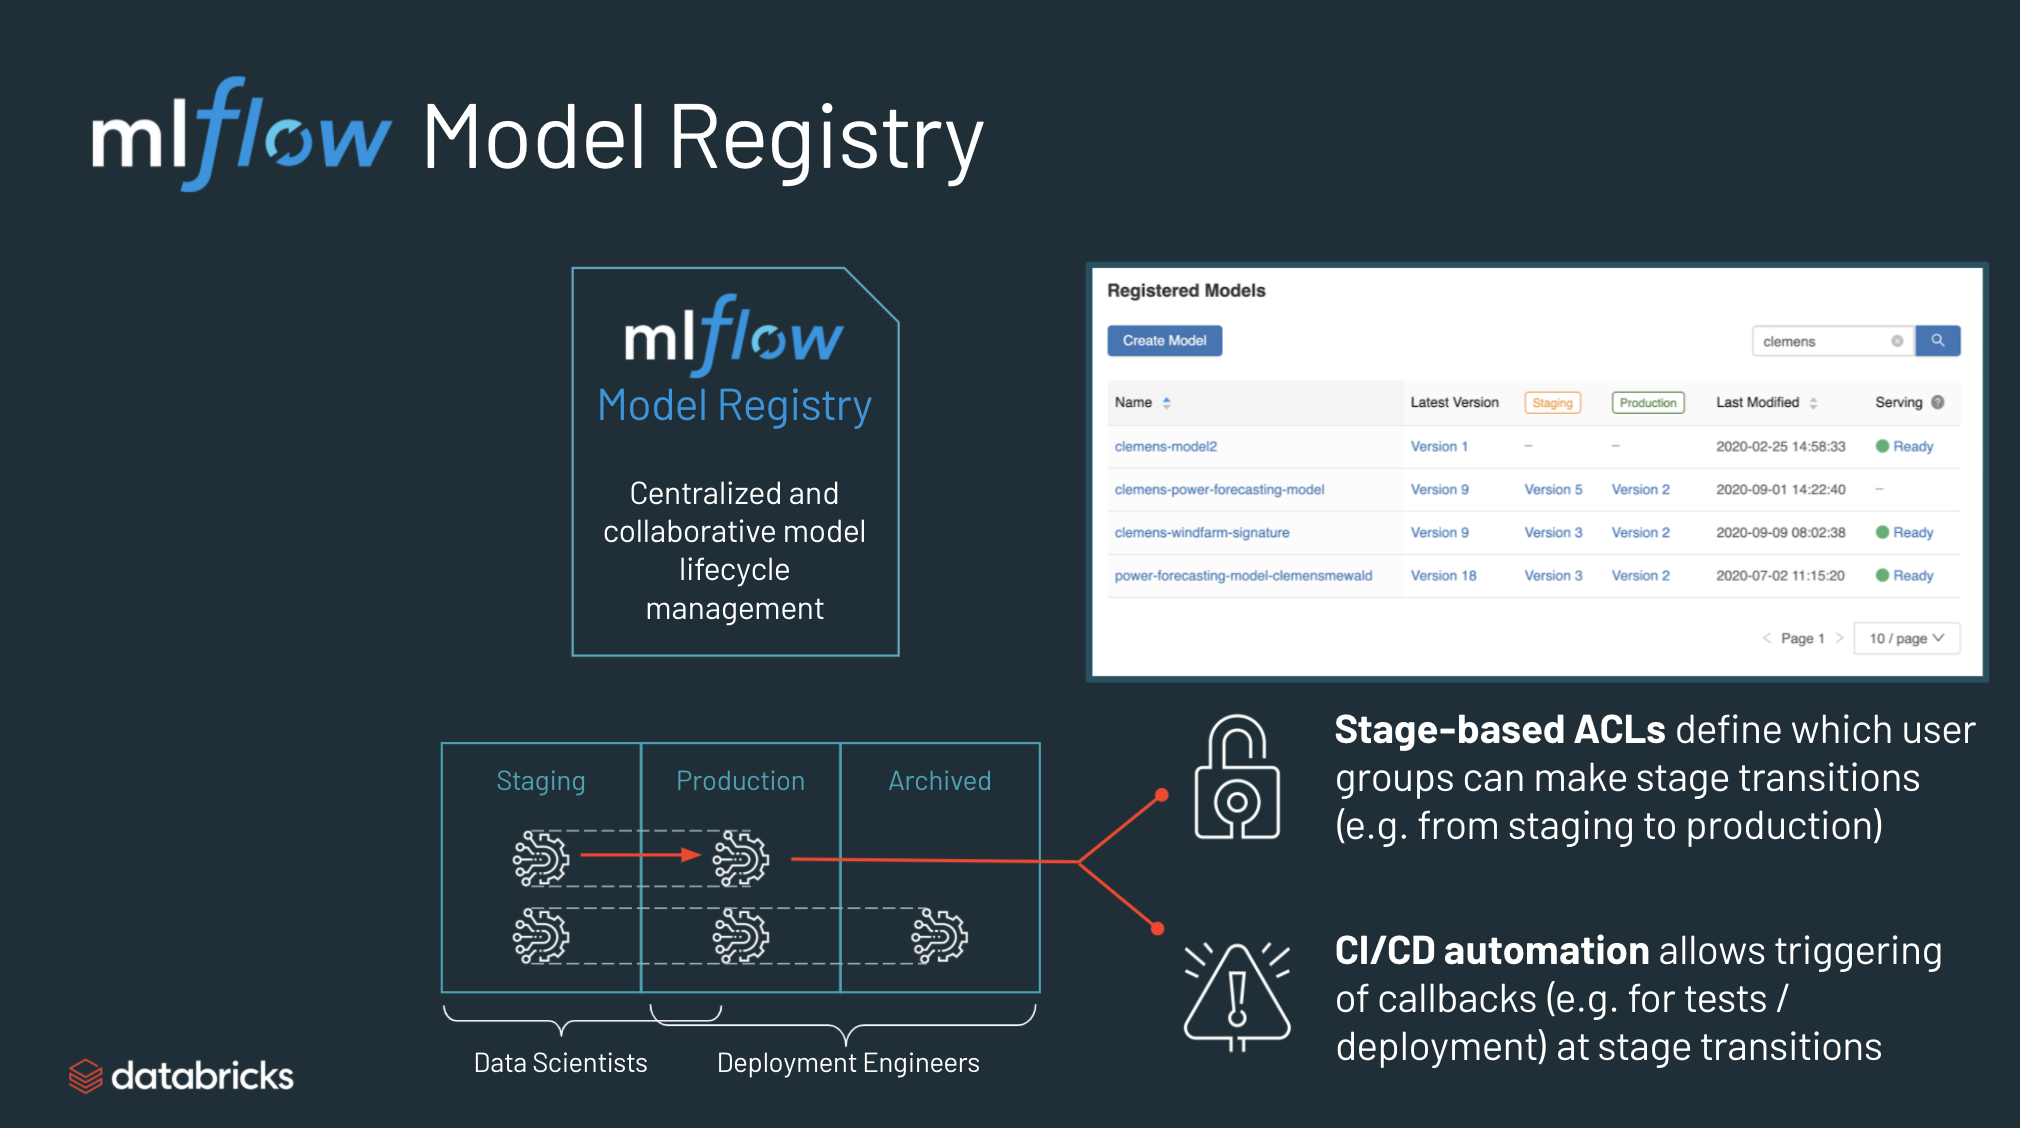 mlflow Model Registry
mlflow
Model Registry
Centralized and
collaborative model
lifecycle
management
Registered Models
Create Model
clemens
Name Latest Version Staging Production Last Modified Serving ?
clemens-model2 Version 1 – – 2020-02-25 14:58:33 Ready
clemens-power-forecasting-model Version 9 Version 5 Version 2 2020-09-01 14:22:40 –
clemens-windfarm-signature Version 9 Version 3 Version 2 2020-09-09 08:02:38 Ready
power-forecasting-model-clemensmewald Version 18 Version 3 Version 2 2020-07-02 11:15:20 Ready
< Page 1 > 10 / page
Staging Production Archived
Data Scientists Deployment Engineers
Stage-based ACLs define which user
groups can make stage transitions
(e.g. from staging to production)
CI/CD automation allows triggering
of callbacks (e.g. for tests /
deployment) at stage transitions
databricks